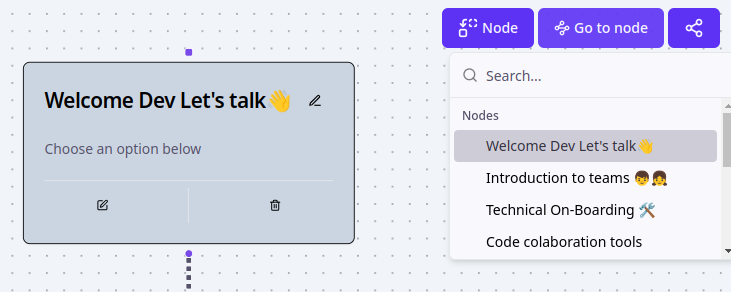 Node
Go to node
Welcome Dev Let's talk👋
Choose an option below
Search...
Nodes
Welcome Dev Let's talk👋
Introduction to teams 👦👧
Technical On-Boarding 🛠️
Code colaboration tools